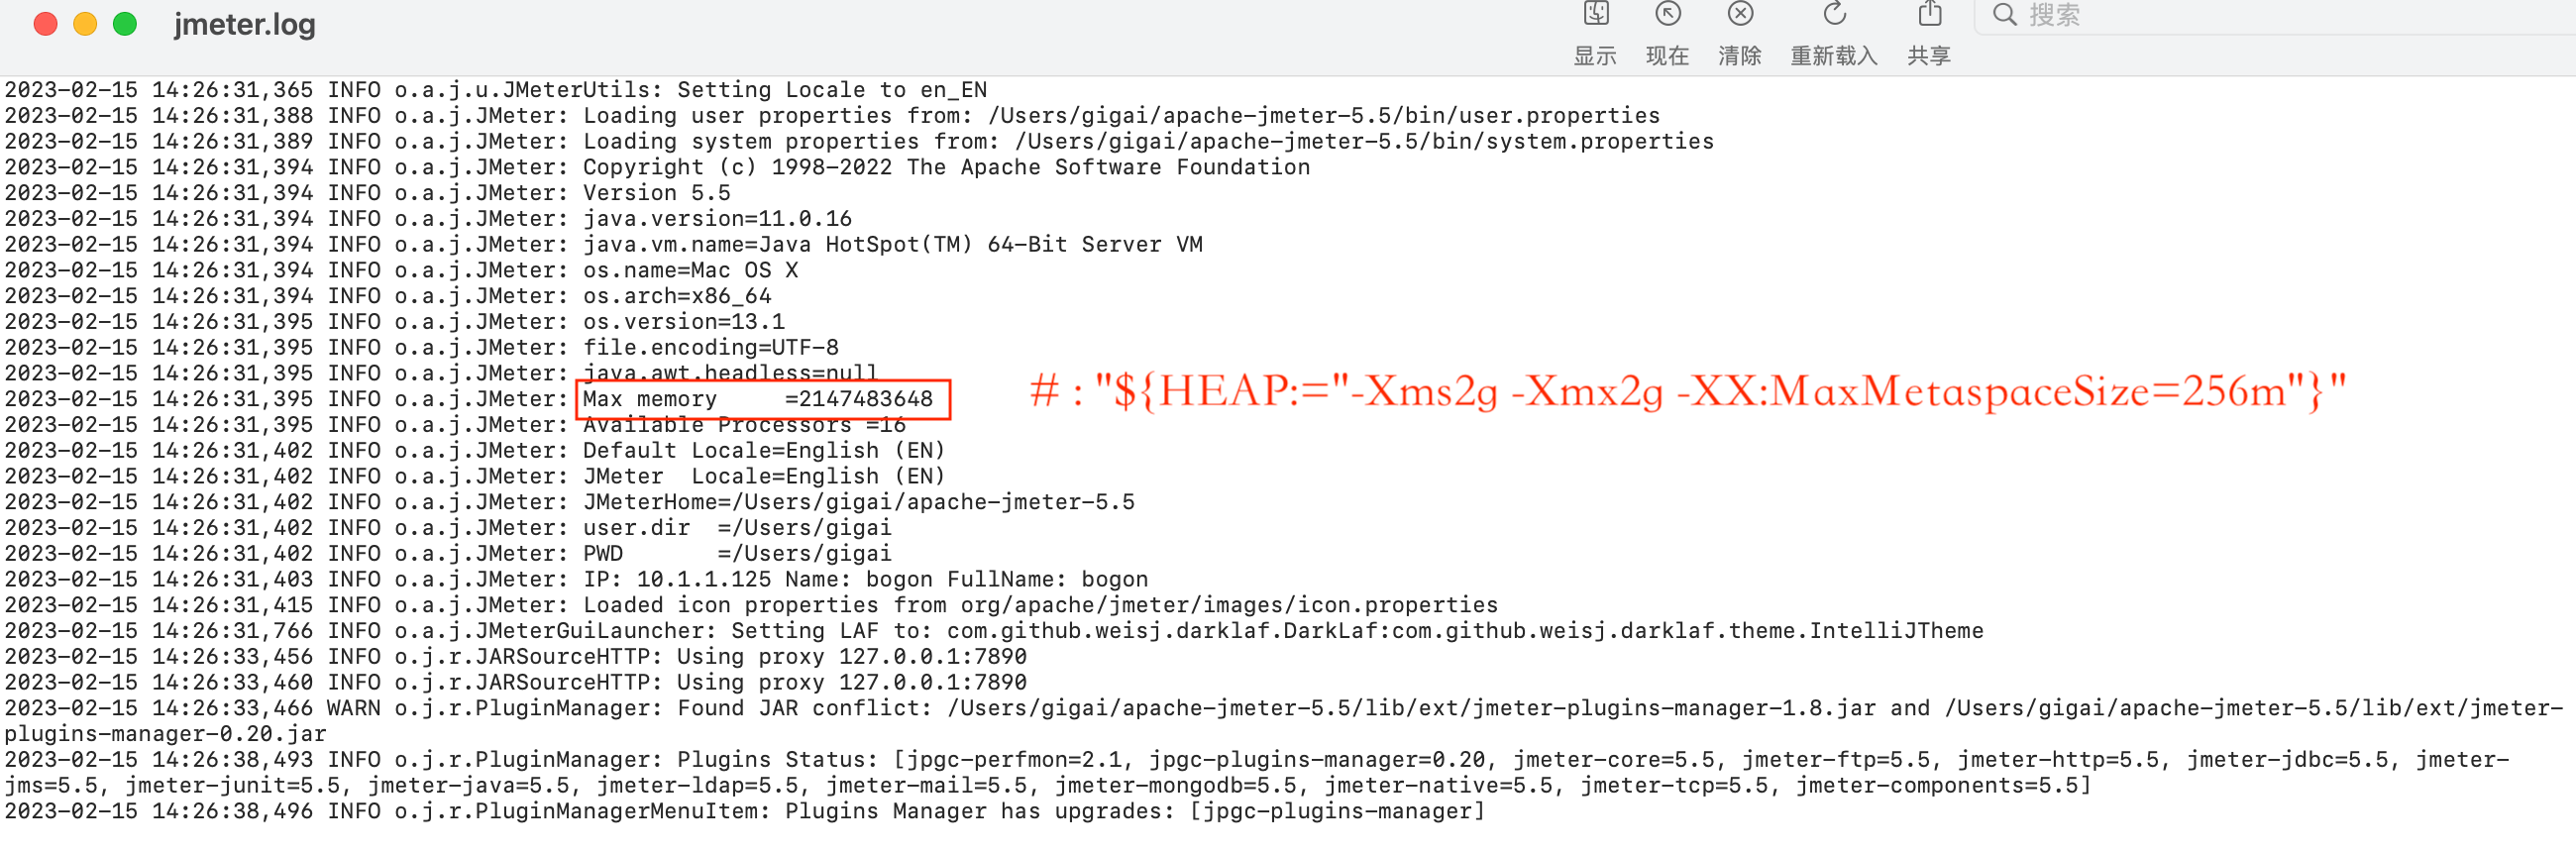 jmeter.log
显示 现在 清除 重新载入 共享 搜索
2023-02-15 14:26:31,365 INFO o.a.j.u.JMeterUtils: Setting Locale to en_EN
2023-02-15 14:26:31,388 INFO o.a.j.JMeter: Loading user properties from: /Users/gigai/apache-jmeter-5.5/bin/user.properties
2023-02-15 14:26:31,389 INFO o.a.j.JMeter: Loading system properties from: /Users/gigai/apache-jmeter-5.5/bin/system.properties
2023-02-15 14:26:31,394 INFO o.a.j.JMeter: Copyright (c) 1998-2022 The Apache Software Foundation
2023-02-15 14:26:31,394 INFO o.a.j.JMeter: Version 5.5
2023-02-15 14:26:31,394 INFO o.a.j.JMeter: java.version=11.0.16
2023-02-15 14:26:31,394 INFO o.a.j.JMeter: java.vm.name=Java HotSpot(TM) 64-Bit Server VM
2023-02-15 14:26:31,394 INFO o.a.j.JMeter: os.name=Mac OS X
2023-02-15 14:26:31,394 INFO o.a.j.JMeter: os.arch=x86_64
2023-02-15 14:26:31,395 INFO o.a.j.JMeter: os.version=13.1
2023-02-15 14:26:31,395 INFO o.a.j.JMeter: file.encoding=UTF-8
2023-02-15 14:26:31,395 INFO o.a.j.JMeter: java.awt.headless=null
2023-02-15 14:26:31,395 INFO o.a.j.JMeter: Max memory     =2147483648
# : "${HEAP:="-Xms2g -Xmx2g -XX:MaxMetaspaceSize=256m"}"
2023-02-15 14:26:31,395 INFO o.a.j.JMeter: Available Processors =16
2023-02-15 14:26:31,402 INFO o.a.j.JMeter: Default Locale=English (EN)
2023-02-15 14:26:31,402 INFO o.a.j.JMeter: JMeter  Locale=English (EN)
2023-02-15 14:26:31,402 INFO o.a.j.JMeter: JMeterHome=/Users/gigai/apache-jmeter-5.5
2023-02-15 14:26:31,402 INFO o.a.j.JMeter: user.dir  =/Users/gigai
2023-02-15 14:26:31,402 INFO o.a.j.JMeter: PWD       =/Users/gigai
2023-02-15 14:26:31,403 INFO o.a.j.JMeter: IP: 10.1.1.125 Name: bogon FullName: bogon
2023-02-15 14:26:31,415 INFO o.a.j.JMeter: Loaded icon properties from org/apache/jmeter/images/icon.properties
2023-02-15 14:26:31,766 INFO o.a.j.JMeterGuiLauncher: Setting LAF to: com.github.weisj.darklaf.DarkLaf:com.github.weisj.darklaf.theme.IntelliJTheme
2023-02-15 14:26:33,456 INFO o.j.r.JARSourceHTTP: Using proxy 127.0.0.1:7890
2023-02-15 14:26:33,460 INFO o.j.r.JARSourceHTTP: Using proxy 127.0.0.1:7890
2023-02-15 14:26:33,466 WARN o.j.r.PluginManager: Found JAR conflict: /Users/gigai/apache-jmeter-5.5/lib/ext/jmeter-plugins-manager-1.8.jar and /Users/gigai/apache-jmeter-5.5/lib/ext/jmeter-
plugins-manager-0.20.jar
2023-02-15 14:26:38,493 INFO o.j.r.PluginManager: Plugins Status: [jpgc-perfmon=2.1, jpgc-plugins-manager=0.20, jmeter-core=5.5, jmeter-ftp=5.5, jmeter-http=5.5, jmeter-jdbc=5.5, jmeter-
jms=5.5, jmeter-junit=5.5, jmeter-java=5.5, jmeter-ldap=5.5, jmeter-mail=5.5, jmeter-mongodb=5.5, jmeter-native=5.5, jmeter-tcp=5.5, jmeter-components=5.5]
2023-02-15 14:26:38,496 INFO o.j.r.PluginManagerMenuItem: Plugins Manager has upgrades: [jpgc-plugins-manager]